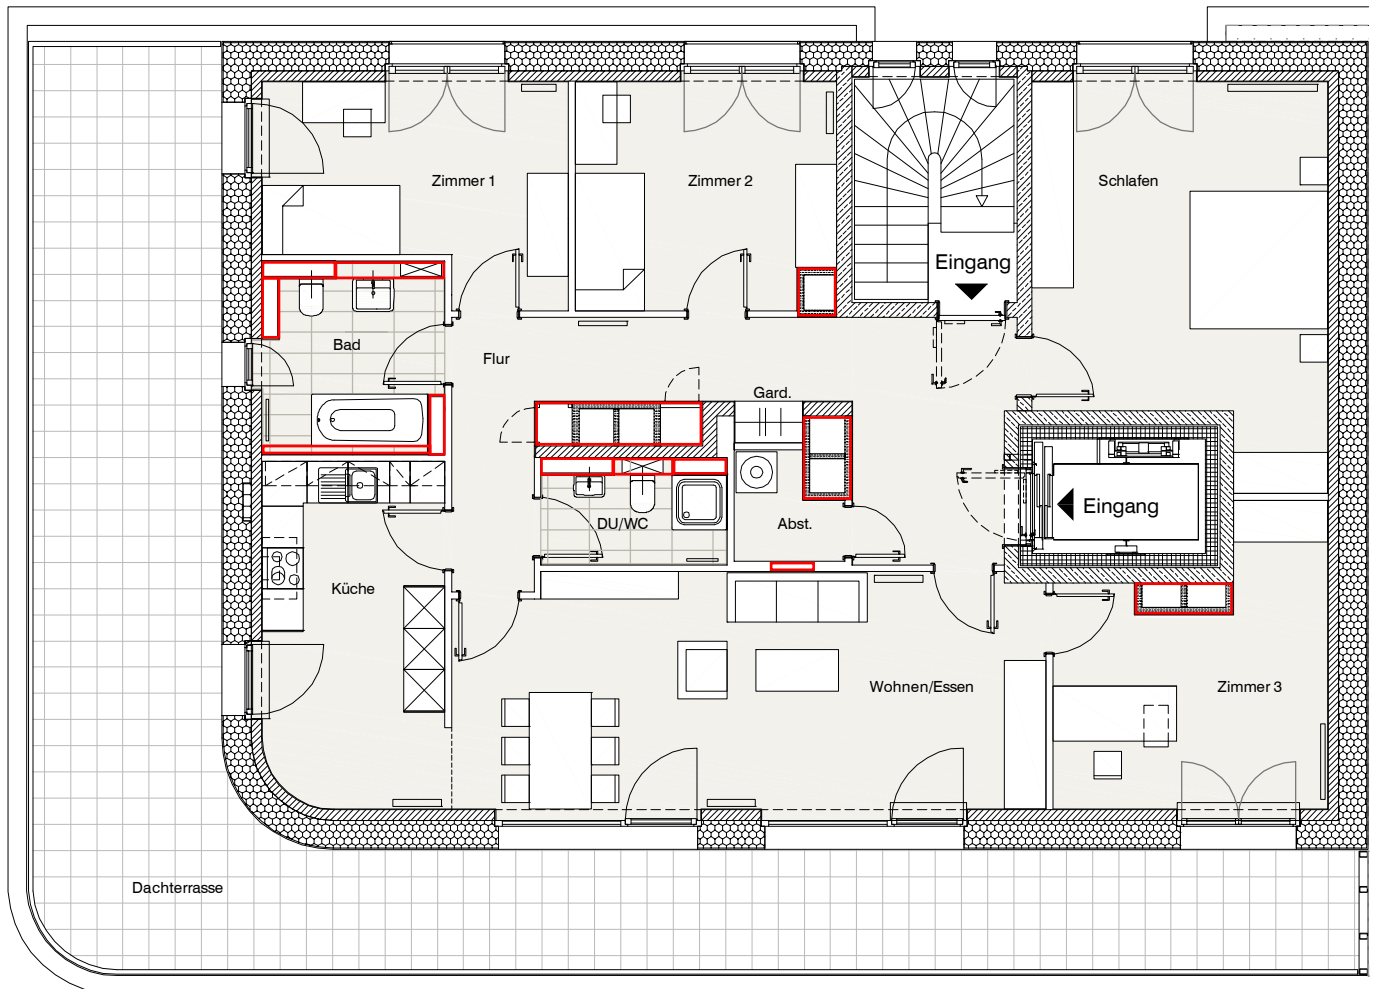 Zimmer 1
Zimmer 2
Schlafen
Eingang
Bad
Flur
Gard.
Eingang
DU/WC
Abst.
Küche
Wohnen/Essen
Zimmer 3
Dachterrasse